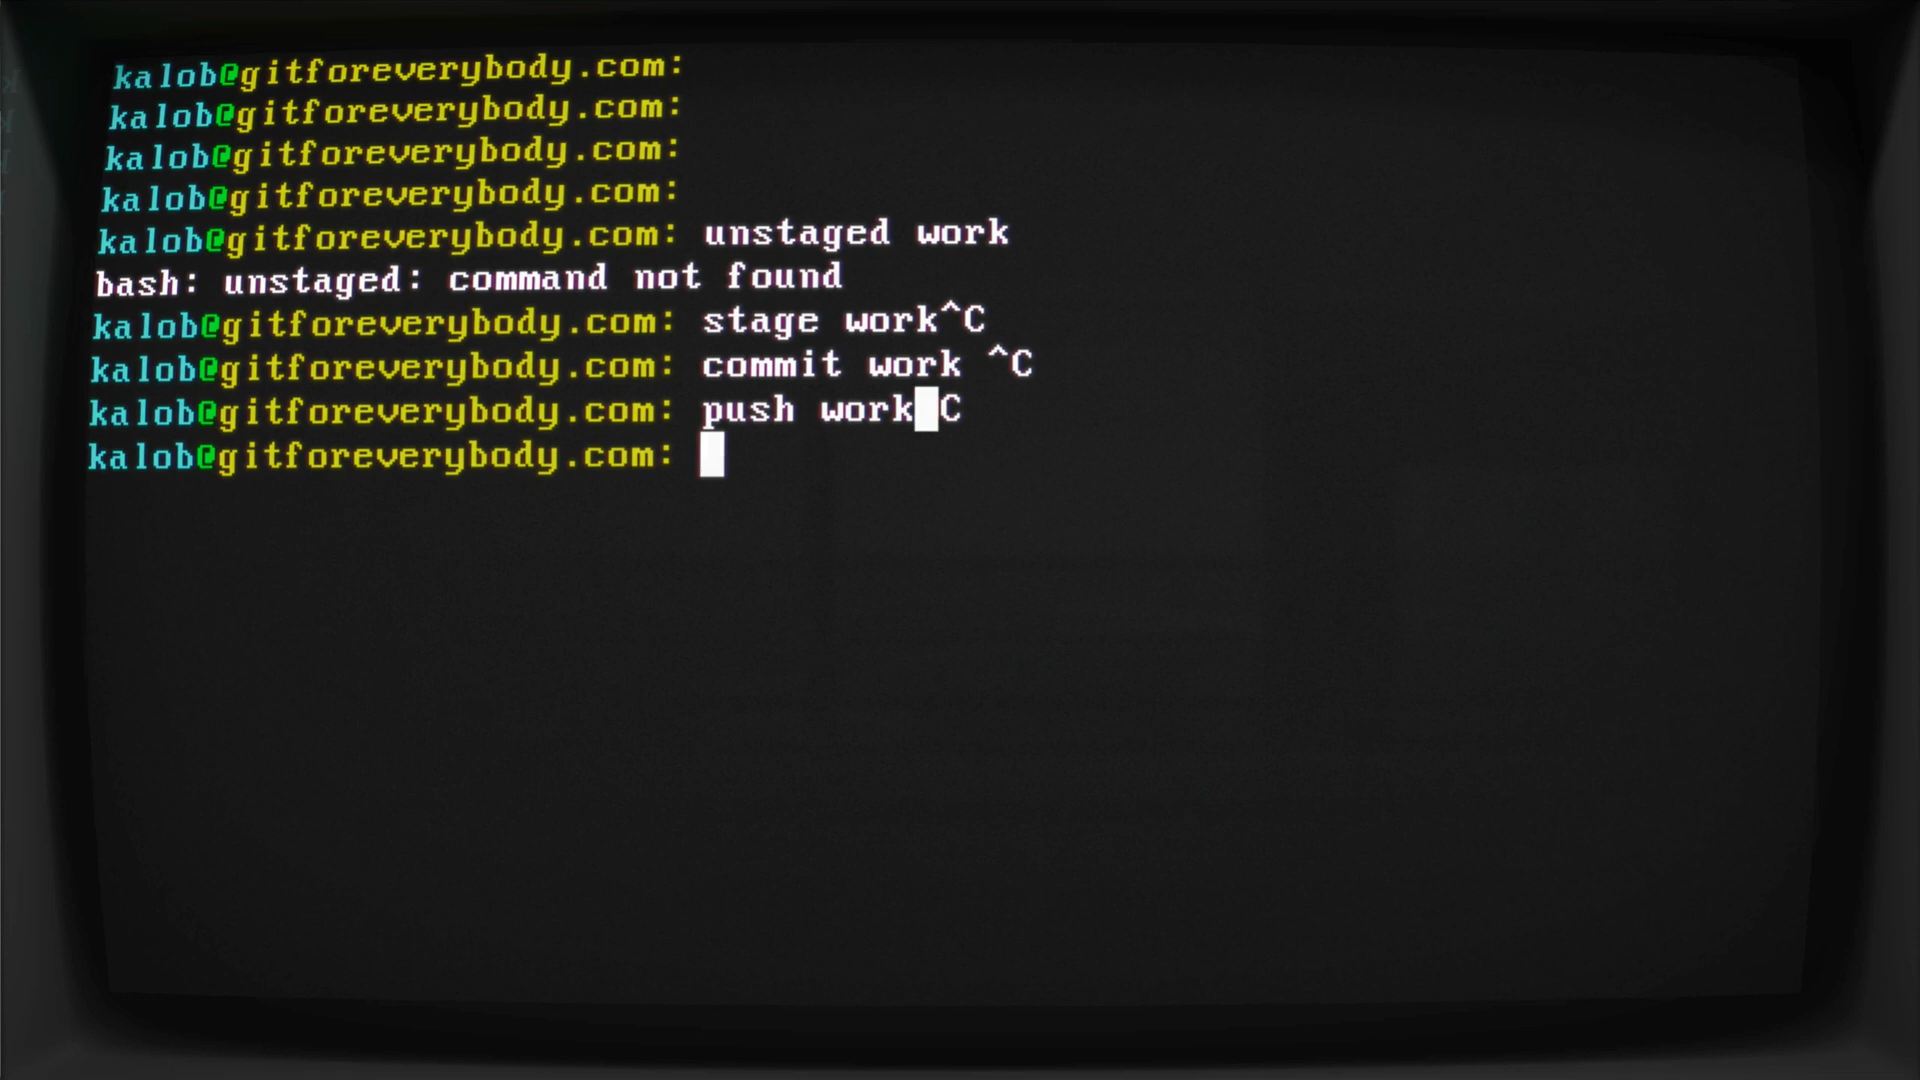 kalob@gitforeverybody.com:
kalob@gitforeverybody.com:
kalob@gitforeverybody.com:
kalob@gitforeverybody.com:
kalob@gitforeverybody.com: unstaged work
bash: unstaged: command not found
kalob@gitforeverybody.com: stage work^C
kalob@gitforeverybody.com: commit work ^C
kalob@gitforeverybody.com: push work C
kalob@gitforeverybody.com: